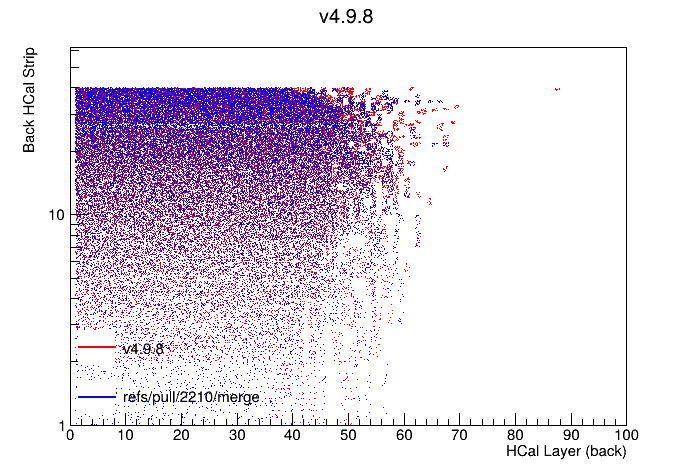 v4.9.8
Back HCal Strip
10
1
v4.9.8
refs/pull/2210/merge
0 10 20 30 40 50 60 70 80 90 100
HCal Layer (back)